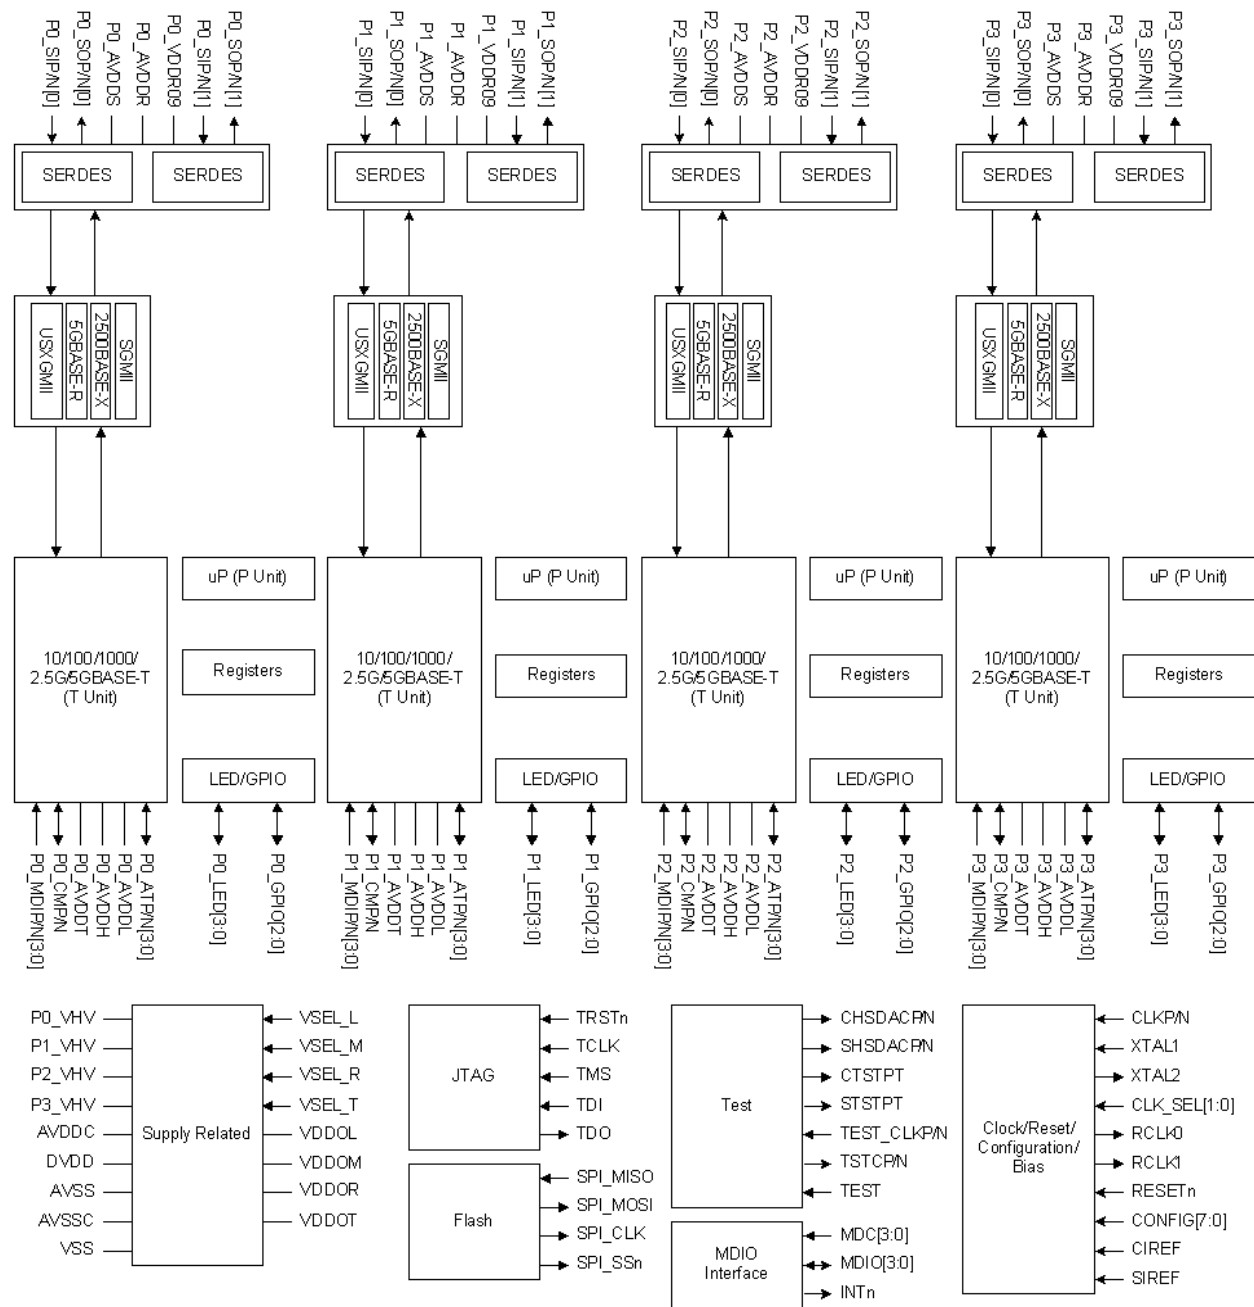 P0_SIP/N[0]
P0_SOP/N[0]
P0_AVDDS
P0_AVDDR
P0_VDDR09
P0_SIP/N[1]
P0_SOP/N[1]
P1_SIP/N[0]
P1_SOP/N[0]
P1_AVDDS
P1_AVDDR
P1_VDDR09
P1_SIP/N[1]
P1_SOP/N[1]
P2_SIP/N[0]
P2_SOP/N[0]
P2_AVDDS
P2_AVDDR
P2_VDDR09
P2_SIP/N[1]
P2_SOP/N[1]
P3_SIP/N[0]
P3_SOP/N[0]
P3_AVDDS
P3_AVDDR
P3_VDDR09
P3_SIP/N[1]
P3_SOP/N[1]
SERDES
SERDES
SERDES
SERDES
SERDES
SERDES
SERDES
SERDES
USXGMII
5GBASE-R
2500BASE-X
SGMII
USXGMII
5GBASE-R
2500BASE-X
SGMII
USXGMII
5GBASE-R
2500BASE-X
SGMII
USXGMII
5GBASE-R
2500BASE-X
SGMII
10/100/1000/
2.5G/5GBASE-T
(T Unit)
uP (P Unit)
Registers
LED/GPIO
10/100/1000/
2.5G/5GBASE-T
(T Unit)
uP (P Unit)
Registers
LED/GPIO
10/100/1000/
2.5G/5GBASE-T
(T Unit)
uP (P Unit)
Registers
LED/GPIO
10/100/1000/
2.5G/5GBASE-T
(T Unit)
uP (P Unit)
Registers
LED/GPIO
P0_MDIP/N[3:0]
P0_CMP/N
P0_AVDDT
P0_AVDDH
P0_AVDDL
P0_ATP/N[3:0]
P0_LED[3:0]
P0_GPIO[2:0]
P1_MDIP/N[3:0]
P1_CMP/N
P1_AVDDT
P1_AVDDH
P1_AVDDL
P1_ATP/N[3:0]
P1_LED[3:0]
P1_GPIO[2:0]
P2_MDIP/N[3:0]
P2_CMP/N
P2_AVDDT
P2_AVDDH
P2_AVDDL
P2_ATP/N[3:0]
P2_LED[3:0]
P2_GPIO[2:0]
P3_MDIP/N[3:0]
P3_CMP/N
P3_AVDDT
P3_AVDDH
P3_AVDDL
P3_ATP/N[3:0]
P3_LED[3:0]
P3_GPIO[2:0]
P0_VHV
P1_VHV
P2_VHV
P3_VHV
AVDDC
DVDD
AVSS
AVSSC
VSS
Supply Related
VSEL_L
VSEL_M
VSEL_R
VSEL_T
VDDOL
VDDOM
VDDOR
VDDOT
JTAG
TRSTn
TCLK
TMS
TDI
TDO
Flash
SPI_MISO
SPI_MOSI
SPI_CLK
SPI_SSn
Test
CHSDACP/N
SHSDACP/N
CTSTPT
STSTPT
TEST_CLKP/N
TSTCP/N
TEST
MDIO
Interface
MDC[3:0]
MDIO[3:0]
INTn
Clock/Reset/
Configuration/
Bias
CLKP/N
XTAL1
XTAL2
CLK_SEL[1:0]
RCLK0
RCLK1
RESETn
CONFIG[7:0]
CIREF
SIREF